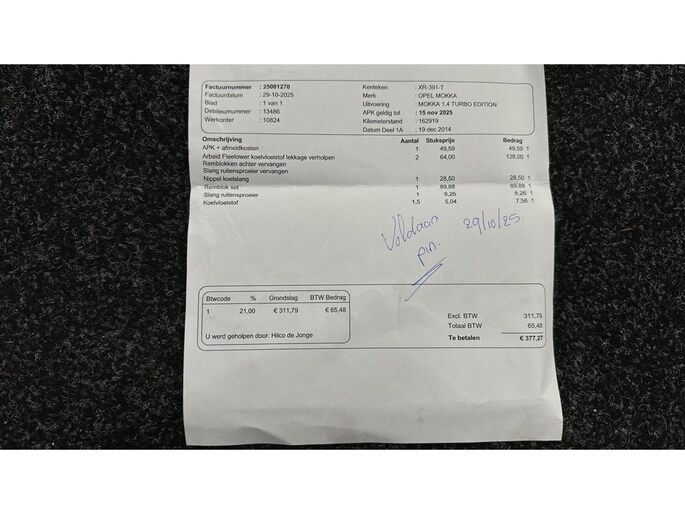 Factuurnummer : 25001270 Kenteken : XR-391-T
Factuurdatum : 29-10-2025 Merk : OPEL MOKKA
Blad : 1 van 1 Uitvoering : MOKKA 1.4 TURBO EDITION
Debiteurnummer : 13486 APK geldig tot : 15 nov 2025
Werkorder : 10824 Kilometerstand : 162919
Datum Deel 1A : 19 dec 2014
Omschrijving Aantal Stuksprijs Bedrag
APK + afmeldkosten 1 49,59 49,59 1
Arbeid Fleetower koelvloeistof lekkage verholpen 2 64,00 128,00 1
Remblokken achter vervangen
Slang ruitensproeier vervangen
Nippel koelslang 1 28,50 28,50 1
Remblok set 1 89,88 89,88 1
Slang ruitensproeier 1 8,26 8,26 1
Koelvloeistof 1,5 5,04 7,56 1
Voldaan 29/10/25
pin.
Btwcode % Grondslag BTW Bedrag
1 21,00 € 311,79 € 65,48
U werd geholpen door: Hilco de Jonge
Excl. BTW 311,79
Totaal BTW 65,48
Te betalen € 377,27